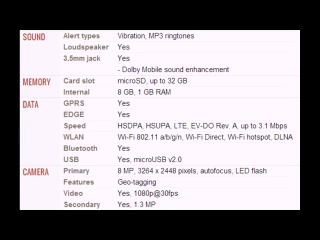 SOUND Alert types Vibration, MP3 ringtones
Loudspeaker Yes
3.5mm jack Yes
- Dolby Mobile sound enhancement
MEMORY Card slot microSD, up to 32 GB
Internal 8 GB, 1 GB RAM
DATA GPRS Yes
EDGE Yes
Speed HSDPA, HSUPA, LTE, EV-DO Rev. A, up to 3.1 Mbps
WLAN Wi-Fi 802.11 a/b/g/n, Wi-Fi Direct, Wi-Fi hotspot, DLNA
Bluetooth Yes
USB Yes, microUSB v2.0
CAMERA Primary 8 MP, 3264 x 2448 pixels, autofocus, LED flash
Features Geo-tagging
Video Yes, 1080p@30fps
Secondary Yes, 1.3 MP